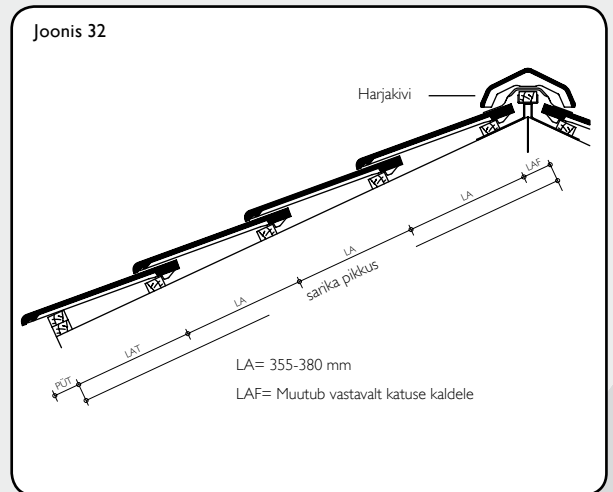 Joonis 32
Harjakivi
LAF
LA
LA
LA
sarika pikkus
LA
LAT
PÜT
LA= 355-380 mm
LAF= Muutub vastavalt katuse kaldele